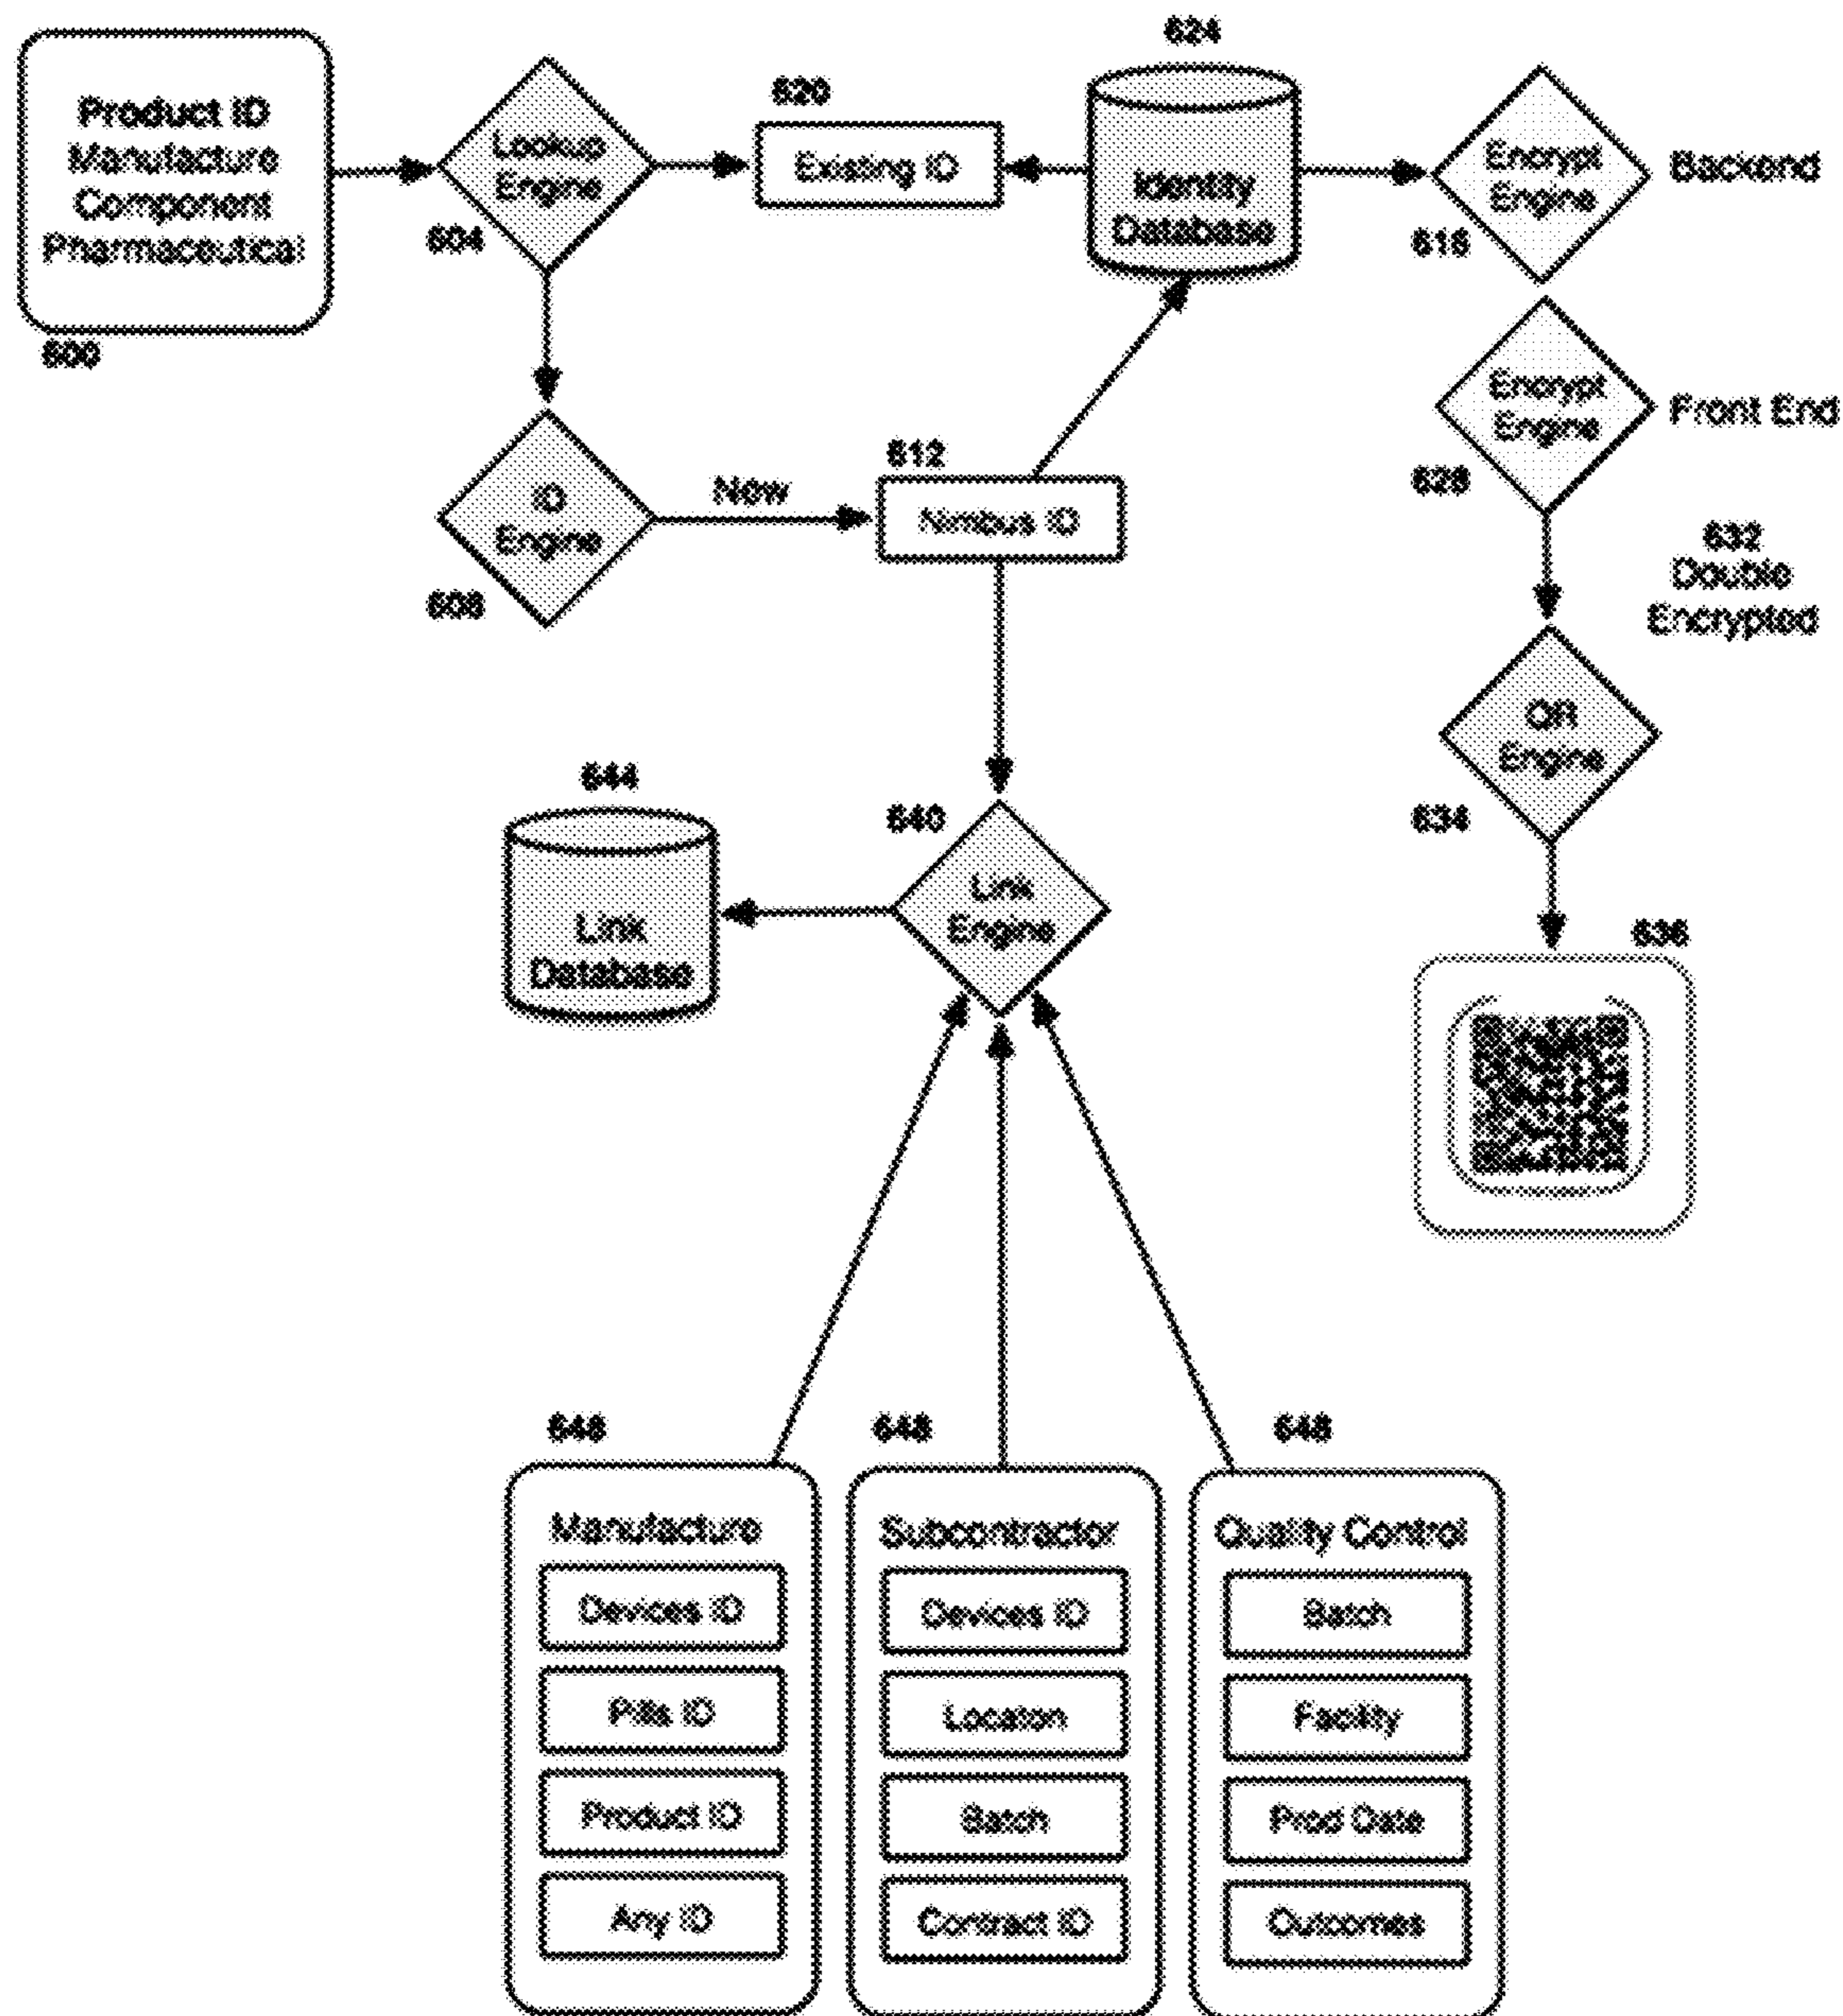 624
Product ID
Manufacture
Component
Pharmaceutical
600
Lookup
Engine
604
620
Existing ID
Identity
Database
Encrypt
Engine
Backend
616
Encrypt
Engine
Front End
628
ID
Engine
608
New
612
Nimbus ID
632
Double
Encrypted
QR
Engine
634
644
Link
Database
640
Link
Engine
636
648
Manufacture
Devices ID
Pills ID
Product ID
Any ID
648
Subcontractor
Devices ID
Locaton
Batch
Contract ID
648
Quality Control
Batch
Facility
Prod Date
Outcomes